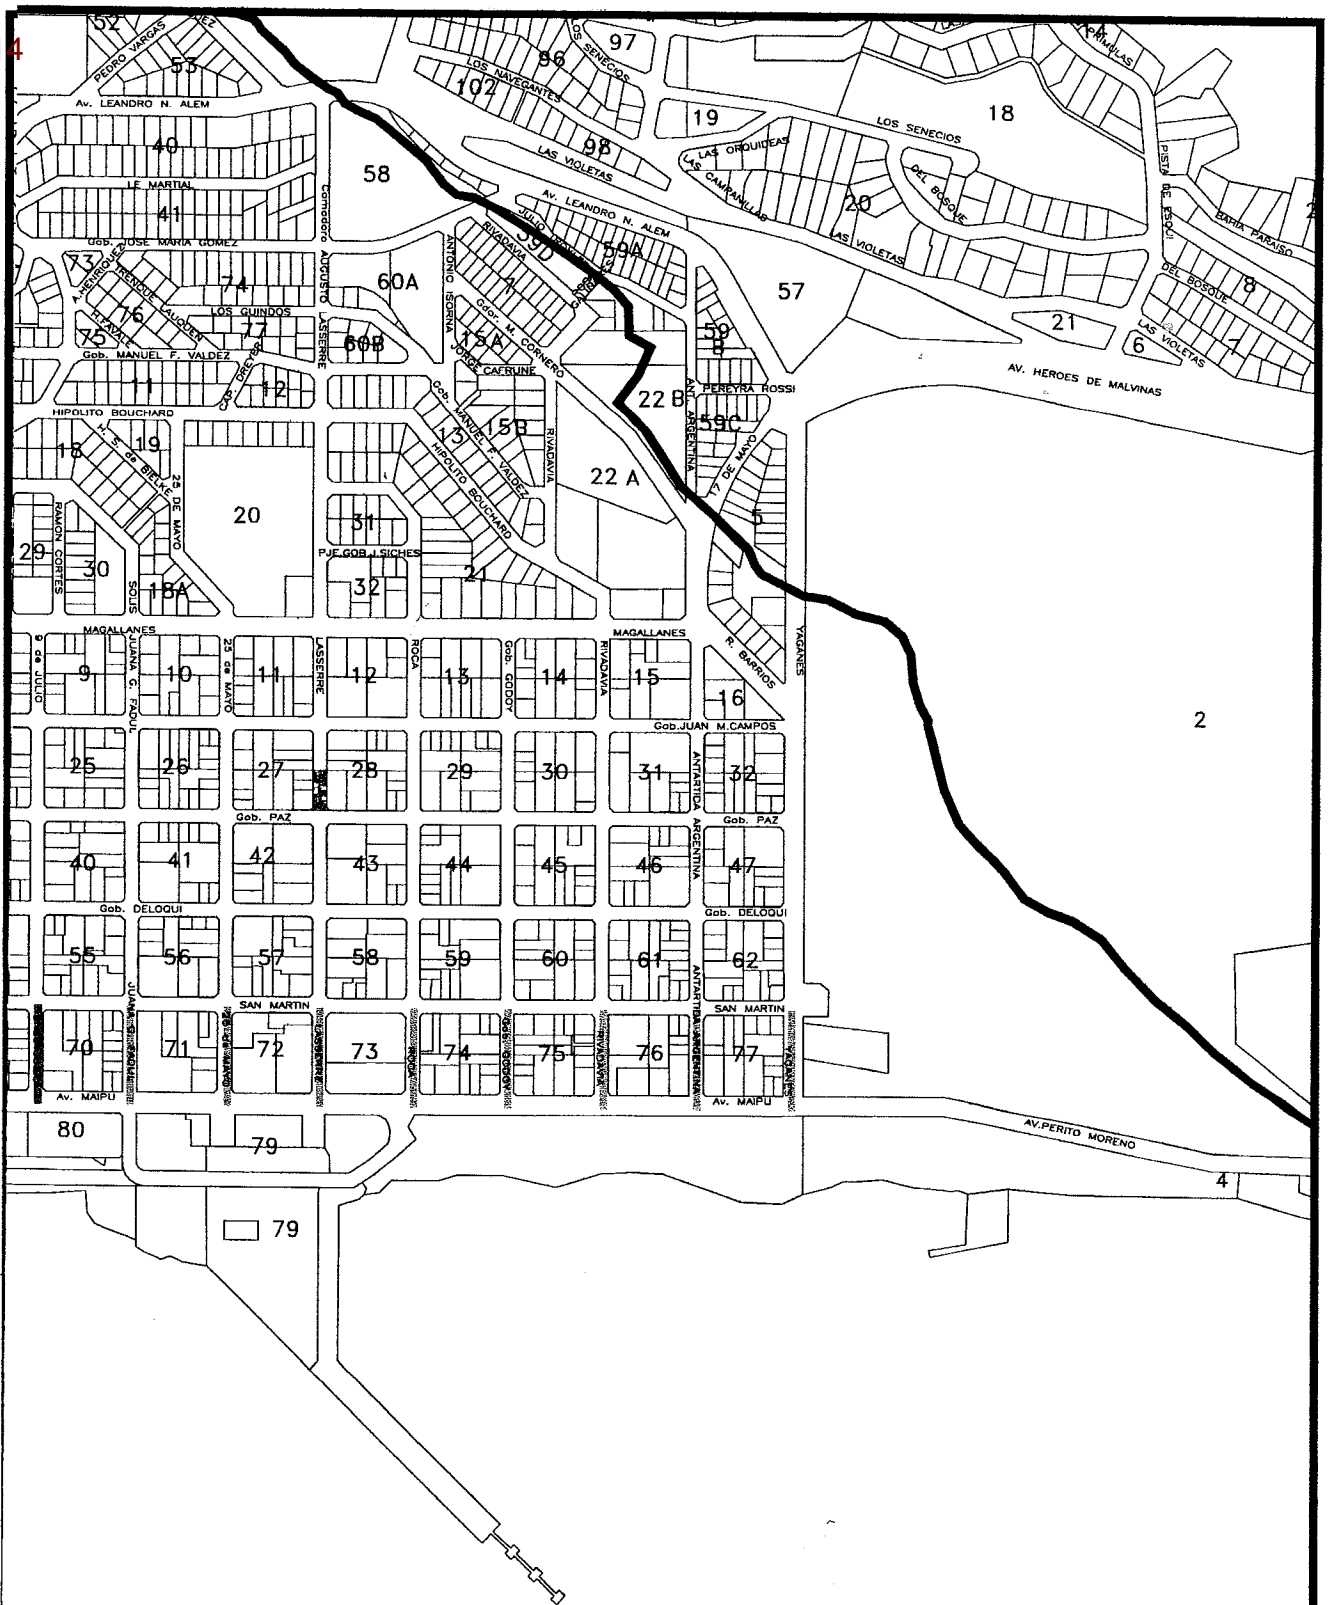 4
52
PEDRO VARGAS
53
Av. LEANDRO N. ALEM
40
LE MARTIAL
41
Gob. JOSE MARIA GOMEZ
Comodoro AUGUSTO LASSERRE
58
LOS SENECIOS
97
96
LOS NAVEGANTES
102
98
LAS VIOLETAS
19
LAS ORQUIDEAS
LAS CAMPANILLAS
LOS SENECIOS
18
PRIMULAS
PISTA DE ESQUI
DEL BOSQUE
20
LAS VIOLETAS
BAHIA PARAISO
DEL BOSQUE
8
7
LAS VIOLETAS
6
21
AV. HEROES DE MALVINAS
57
AV. LEANDRO N. ALEM
59A
59D
RIVADAVIA
7
ANTONIO ISORNA
Gdor. M. CORNERO
60A
60B
15A
JORGE CAFRUNE
73
A.HENRIQUEZ
TRENQUE LAUQUEN
74
76
H.FAVALE
75
LOS GUINDOS
77
Gob. MANUEL F. VALDEZ
11
CAP. DREYER
12
HIPOLITO BOUCHARD
18
19
H. S. de BIELKE
25 DE MAYO
20
59 B
PEREYRA ROSSI
59C
22 B
ANT. ARGENTINA
17 DE MAYO
5
22 A
Gob. MANUEL F. VALDEZ
13
15B
RIVADAVIA
HIPOLITO BOUCHARD
31
PJE.GOB.J.SICHES
32
21
29
RAMON CORTES
30
SOLIS
18A
MAGALLANES
MAGALLANES
R. BARRIOS
YAGANES
9 de JULIO
9
JUANA G. FADUL
10
25 de MAYO
11
LASSERRE
12
ROCA
13
Gob. GODOY
14
RIVADAVIA
15
16
Gob.JUAN M.CAMPOS
2
25
26
27
28
29
30
31
ANTARTIDA ARGENTINA
32
Gob. PAZ
Gob. PAZ
40
41
42
43
44
45
46
47
Gob. DELOQUI
Gob. DELOQUI
55
56
57
58
59
60
61
62
SAN MARTIN
SAN MARTIN
70
71
72
73
74
75
76
ANTARTIDA ARGENTINA
77
Av. MAIPU
Av. MAIPU
AV.PERITO MORENO
80
79
4
79